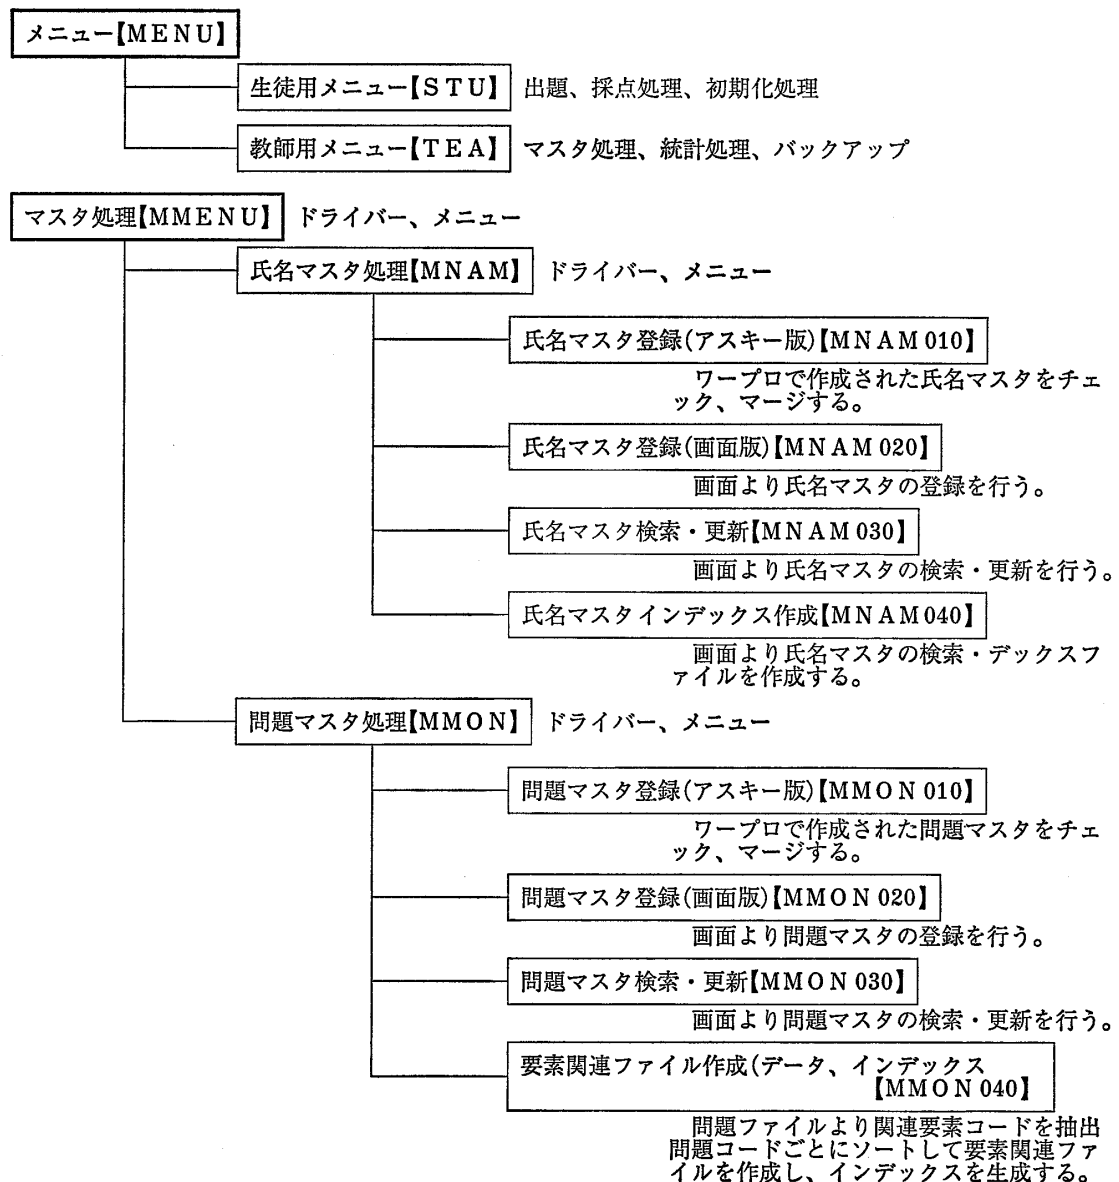 メニュー【MENU】
生徒用メニュー【STU】 出題、採点処理、初期化処理
教師用メニュー【TEA】 マスタ処理、統計処理、バックアップ
マスタ処理【MMENU】 ドライバー、メニュー
氏名マスタ処理【MNAM】 ドライバー、メニュー
氏名マスタ登録(アスキー版)【MNAM010】
ワープロで作成された氏名マスタをチェ
ック、マージする。
氏名マスタ登録(画面版)【MNAM020】
画面より氏名マスタの登録を行う。
氏名マスタ検索・更新【MNAM030】
画面より氏名マスタの検索・更新を行う。
氏名マスタインデックス作成【MNAM040】
画面より氏名マスタの検索・デックスフ
ァイルを作成する。
問題マスタ処理【MMON】 ドライバー、メニュー
問題マスタ登録(アスキー版)【MMON010】
ワープロで作成された問題マスタをチェ
ック、マージする。
問題マスタ登録(画面版)【MMON020】
画面より問題マスタの登録を行う。
問題マスタ検索・更新【MMON030】
画面より問題マスタの検索・更新を行う。
要素関連ファイル作成(データ、インデックス
【MMON040】
問題ファイルより関連要素コードを抽出
問題コードごとにソートして要素関連ファ
イルを作成し、インデックスを生成する。